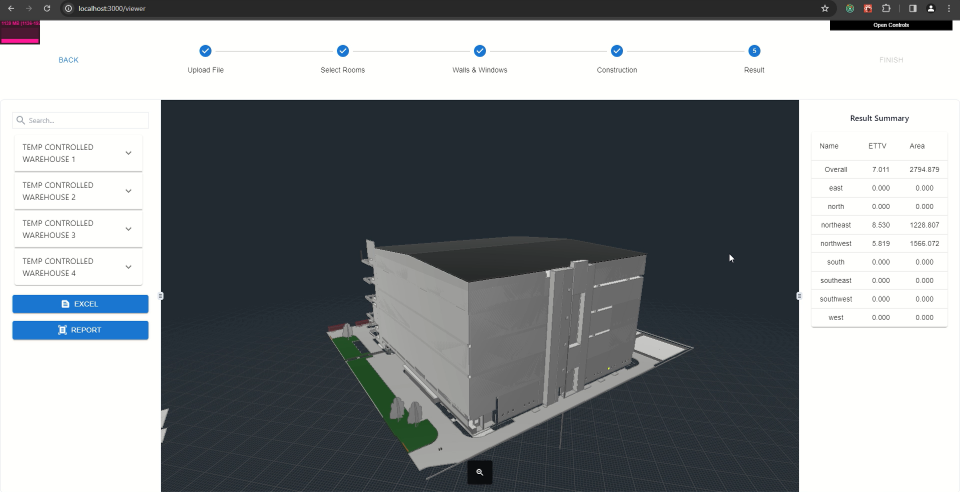 localhost:3000/viewer
Open Controls
BACK
Upload File
Select Rooms
Walls & Windows
Construction
5
Result
FINISH
Search...
TEMP CONTROLLED
WAREHOUSE 1
TEMP CONTROLLED
WAREHOUSE 2
TEMP CONTROLLED
WAREHOUSE 3
TEMP CONTROLLED
WAREHOUSE 4
EXCEL
REPORT
Result Summary
Name ETTV Area
Overall 7.011 2794.879
east 0.000 0.000
north 0.000 0.000
northeast 8.530 1228.807
northwest 5.819 1566.072
south 0.000 0.000
southeast 0.000 0.000
southwest 0.000 0.000
west 0.000 0.000